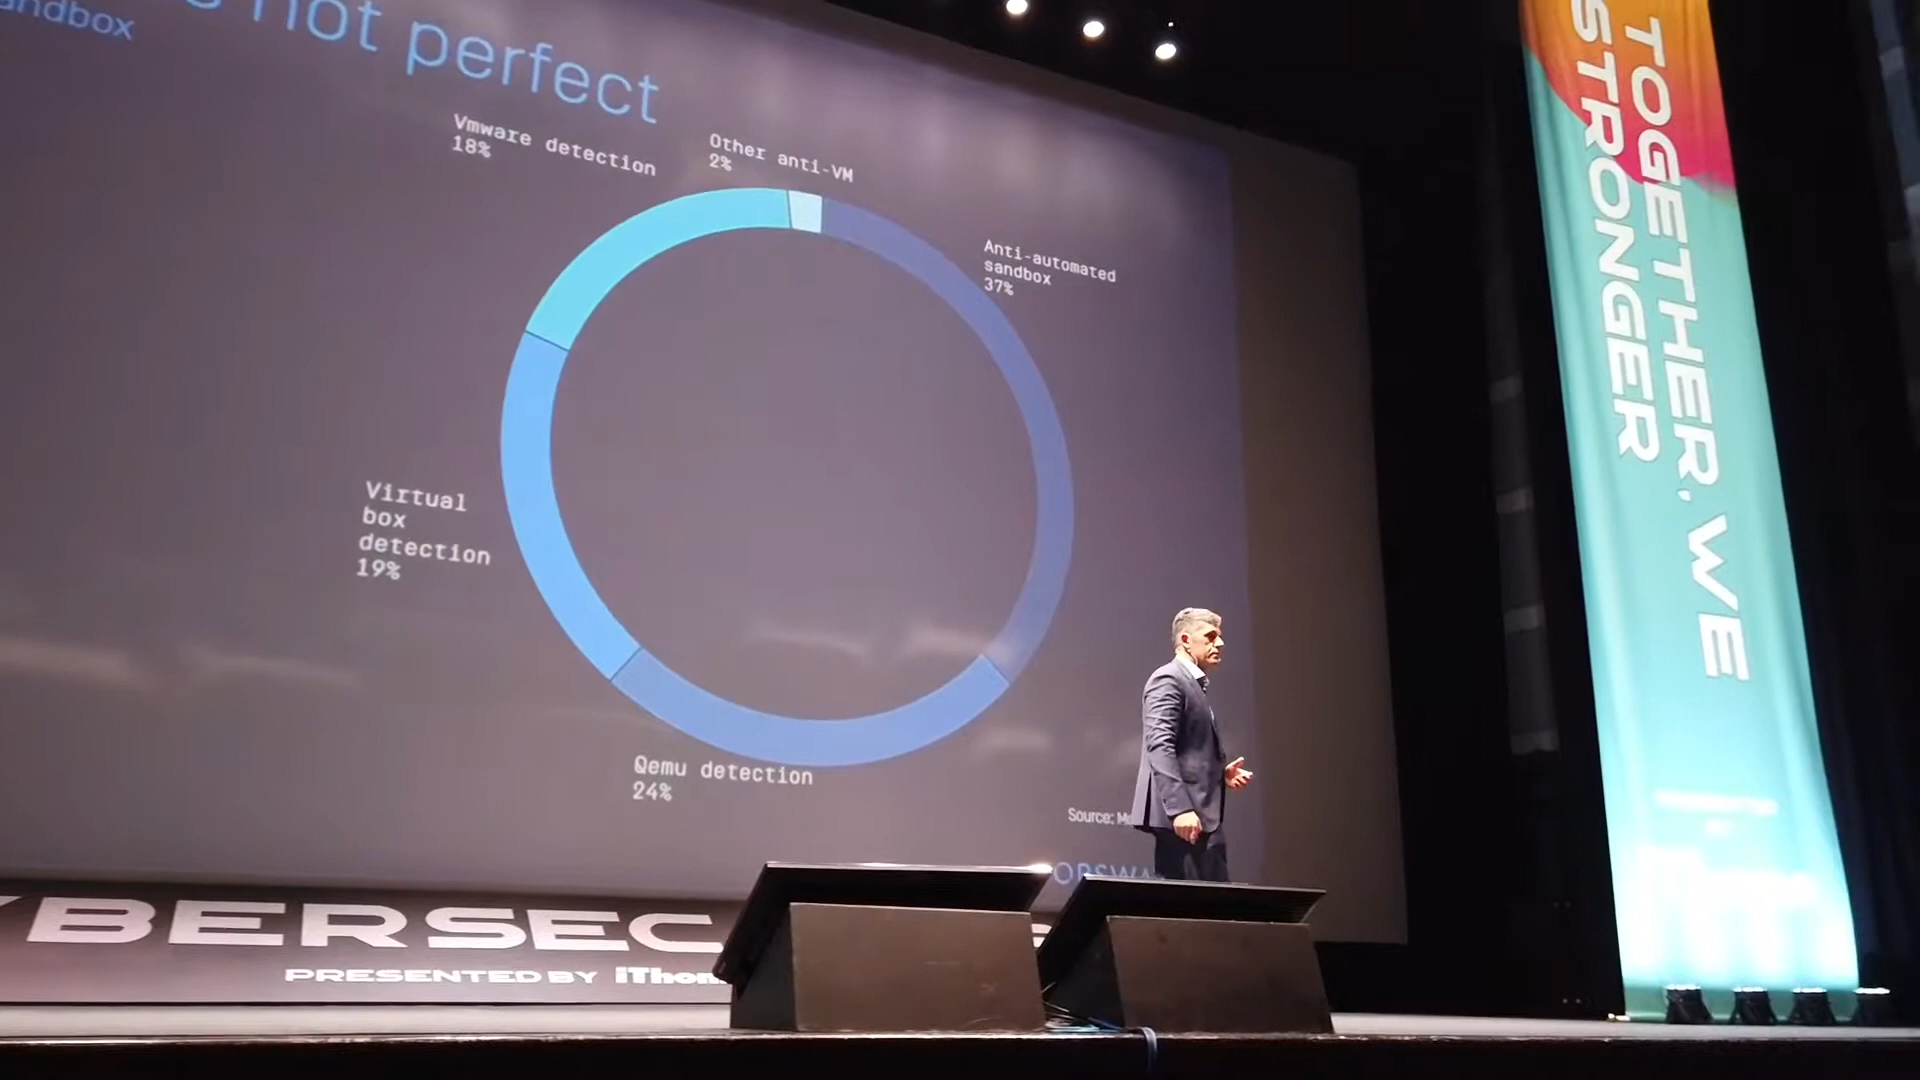 not perfect
Vmware detection
18%
Other anti-VM
2%
Anti-automated
sandbox
37%
Virtual
box
detection
19%
Qemu detection
24%
Source:
TOGETHER, WE
STRONGER
PRESENTED BY